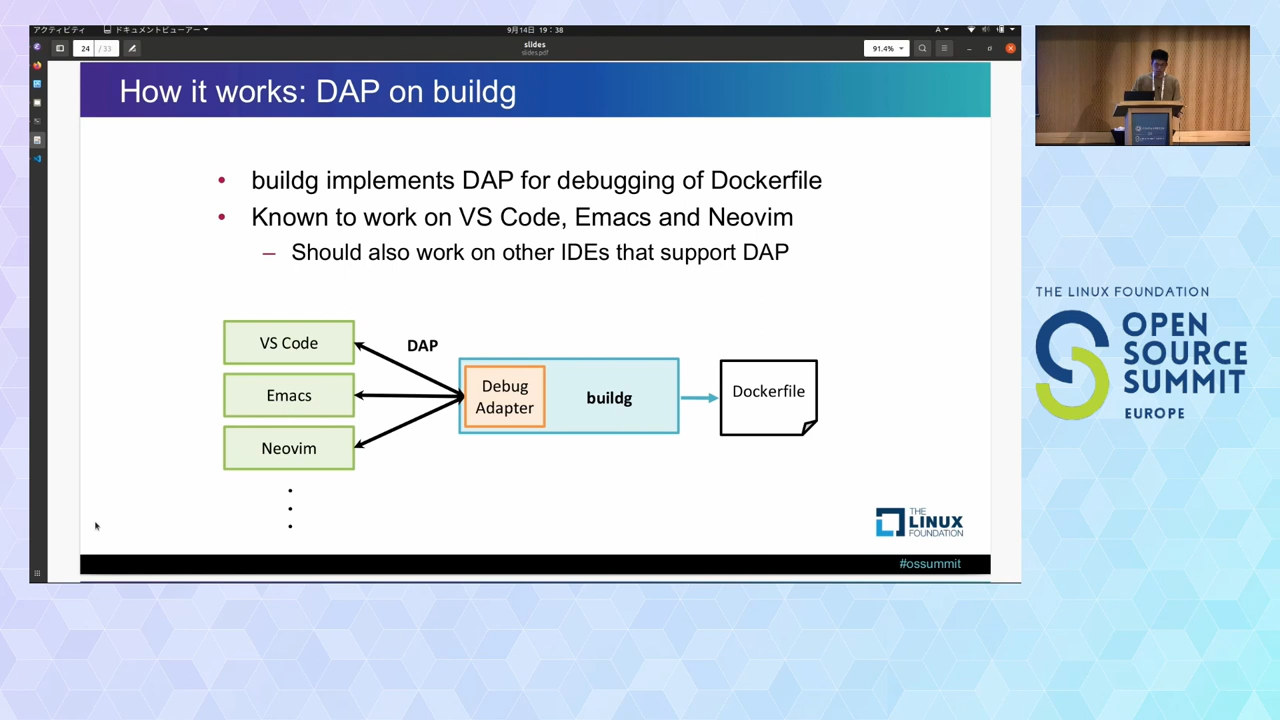 アクティビティ
ドキュメントビューアー
9月14日 19：38
A
24 / 33
slides
slides.pdf
91.4%
How it works: DAP on buildg
• buildg implements DAP for debugging of Dockerfile
• Known to work on VS Code, Emacs and Neovim
– Should also work on other IDEs that support DAP
VS Code
DAP
Emacs
Debug
Adapter
buildg
Dockerfile
Neovim
THE
LINUX
FOUNDATION
#ossummit
THE LINUX FOUNDATION
OPEN
SOURCE
SUMMIT
EUROPE